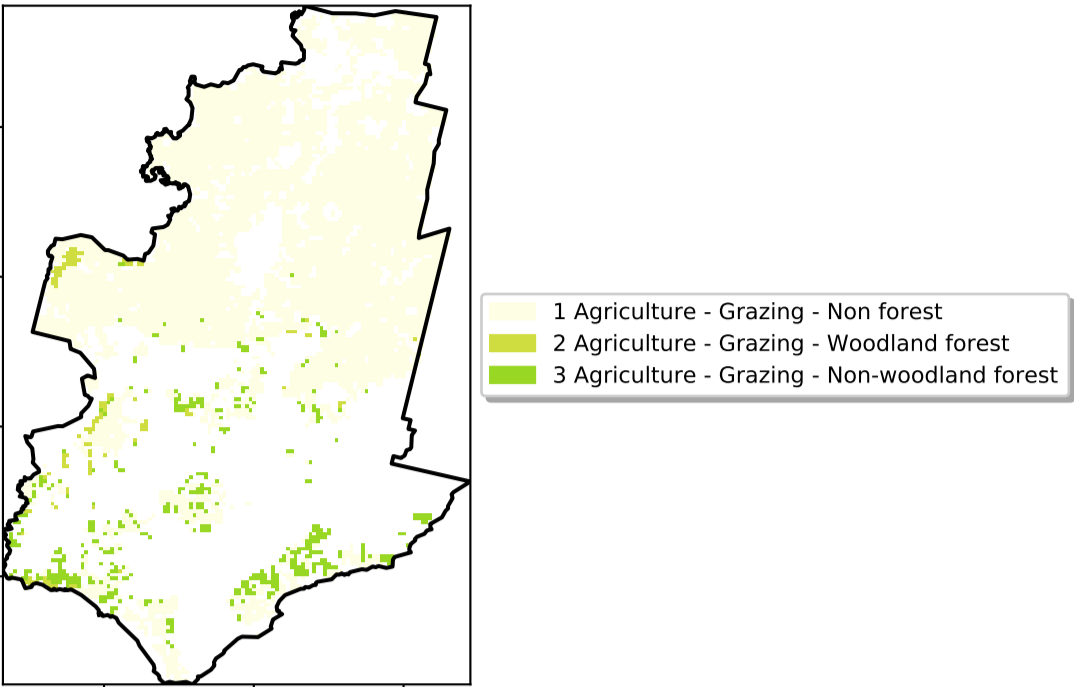 1 Agriculture - Grazing - Non forest
2 Agriculture - Grazing - Woodland forest
3 Agriculture - Grazing - Non-woodland forest